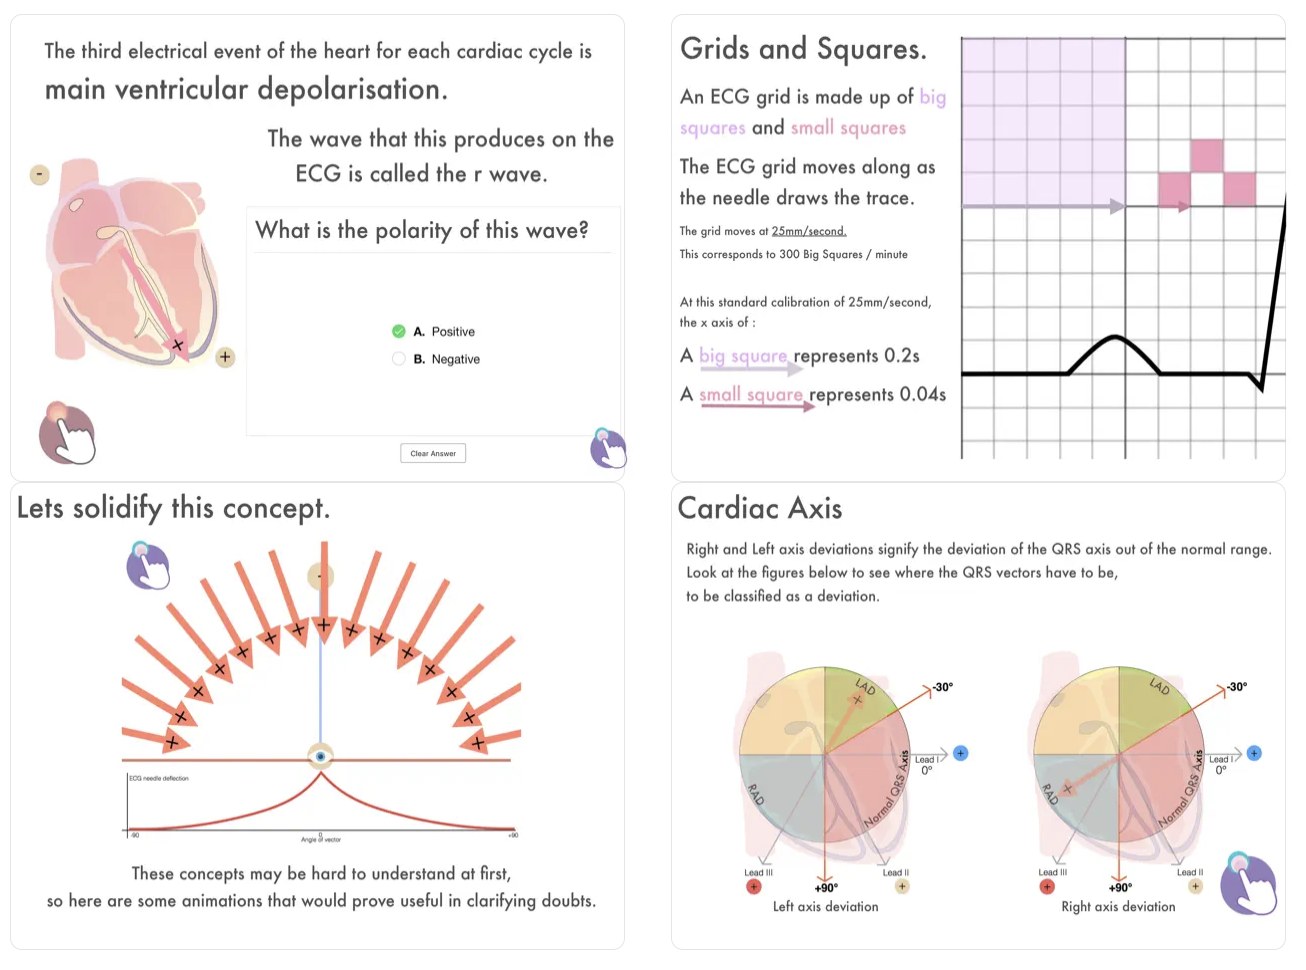 The third electrical event of the heart for each cardiac cycle is
main ventricular depolarisation.
The wave that this produces on the
ECG is called the r wave.
-
+
What is the polarity of this wave?
A. Positive
B. Negative
Clear Answer
Grids and Squares.
An ECG grid is made up of big
squares and small squares
The ECG grid moves along as
the needle draws the trace.
The grid moves at 25mm/second.
This corresponds to 300 Big Squares / minute
At this standard calibration of 25mm/second,
the x axis of :
A big square represents 0.2s
A small square represents 0.04s
Lets solidify this concept.
ECG needle deflection
-90
0
+90
Angle of vector
These concepts may be hard to understand at first,
so here are some animations that would prove useful in clarifying doubts.
Cardiac Axis
Right and Left axis deviations signify the deviation of the QRS axis out of the normal range.
Look at the figures below to see where the QRS vectors have to be,
to be classified as a deviation.
LAD
-30°
Lead I
0°
+
RAD
Normal QRS Axis
Lead III
+
+90°
Lead II
+
Left axis deviation
LAD
-30°
Lead I
0°
+
RAD
Normal QRS Axis
Lead III
+
+90°
Lead II
+
Right axis deviation